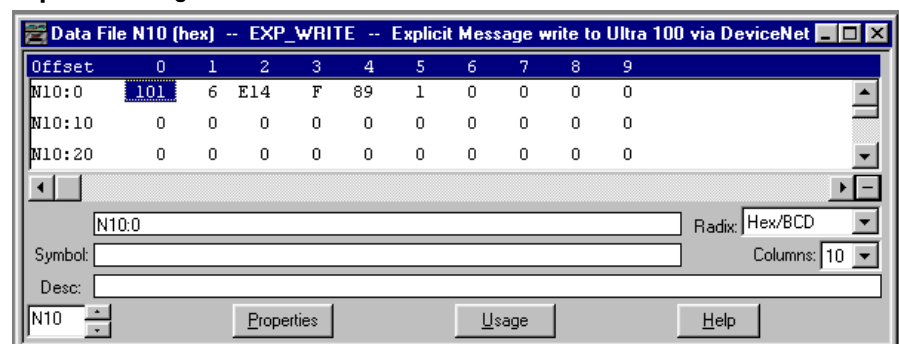 Data File N10 (hex) -- EXP_WRITE -- Explicit Message write to Ultra 100 via DeviceNet
Offset 0 1 2 3 4 5 6 7 8 9
N10:0 101 6 E14 F 89 1 0 0 0 0
N10:10 0 0 0 0 0 0 0 0 0 0
N10:20 0 0 0 0 0 0 0 0 0 0
N10:0 Radix: Hex/BCD
Symbol: Columns: 10
Desc:
N10 Properties Usage Help